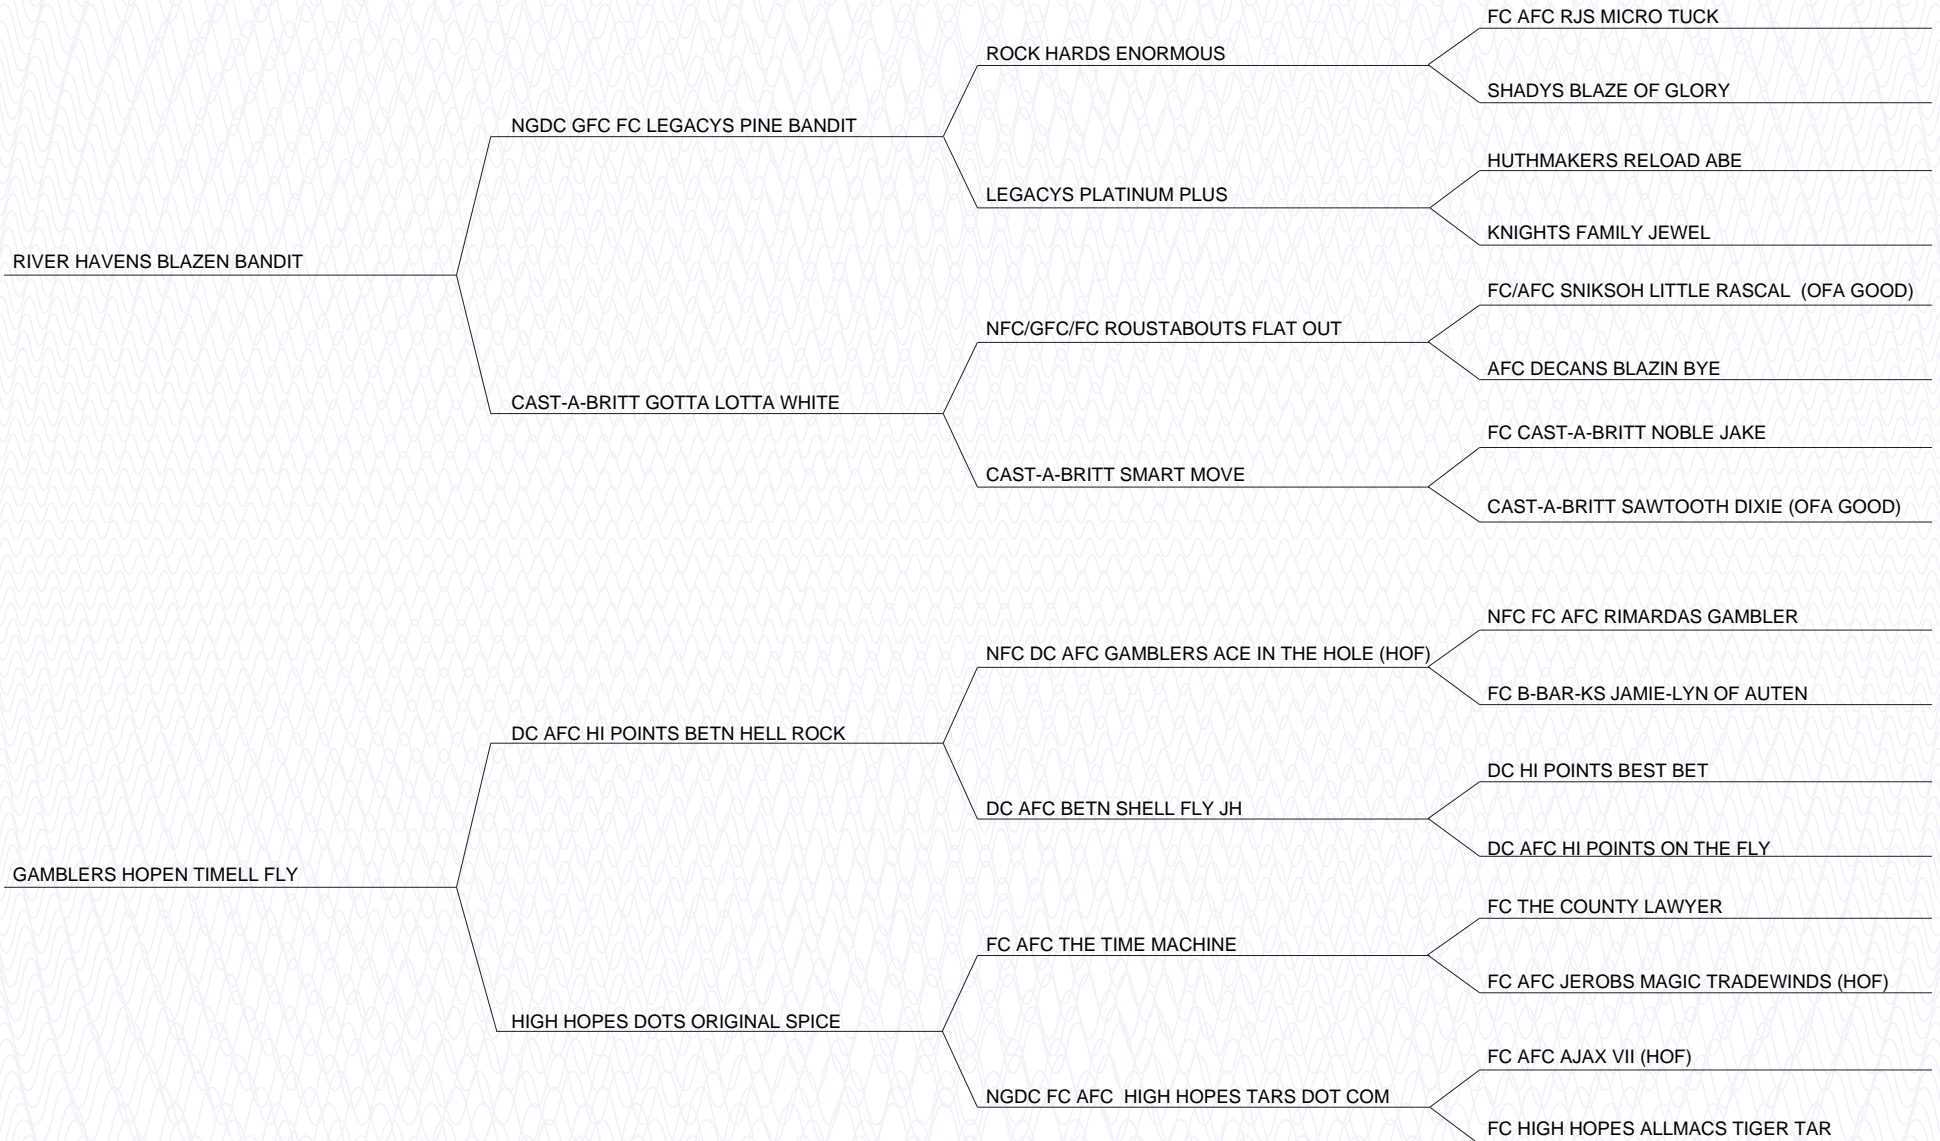 FC AFC RJS MICRO TUCK
ROCK HARDS ENORMOUS
SHADYS BLAZE OF GLORY
NGDC GFC FC LEGACYS PINE BANDIT
HUTHMAKERS RELOAD ABE
LEGACYS PLATINUM PLUS
KNIGHTS FAMILY JEWEL
RIVER HAVENS BLAZEN BANDIT
FC/AFC SNIKSOH LITTLE RASCAL (OFA GOOD)
NFC/GFC/FC ROUSTABOUTS FLAT OUT
AFC DECANS BLAZIN BYE
CAST-A-BRITT GOTTA LOTTA WHITE
FC CAST-A-BRITT NOBLE JAKE
CAST-A-BRITT SMART MOVE
CAST-A-BRITT SAWTOOTH DIXIE (OFA GOOD)
NFC FC AFC RIMARDAS GAMBLER
NFC DC AFC GAMBLERS ACE IN THE HOLE (HOF)
FC B-BAR-KS JAMIE-LYN OF AUTEN
DC AFC HI POINTS BETN HELL ROCK
DC HI POINTS BEST BET
DC AFC BETN SHELL FLY JH
DC AFC HI POINTS ON THE FLY
GAMBLERS HOPEN TIMELL FLY
FC THE COUNTY LAWYER
FC AFC THE TIME MACHINE
FC AFC JEROBS MAGIC TRADEWINDS (HOF)
HIGH HOPES DOTS ORIGINAL SPICE
FC AFC AJAX VII (HOF)
NGDC FC AFC HIGH HOPES TARS DOT COM
FC HIGH HOPES ALLMACS TIGER TAR